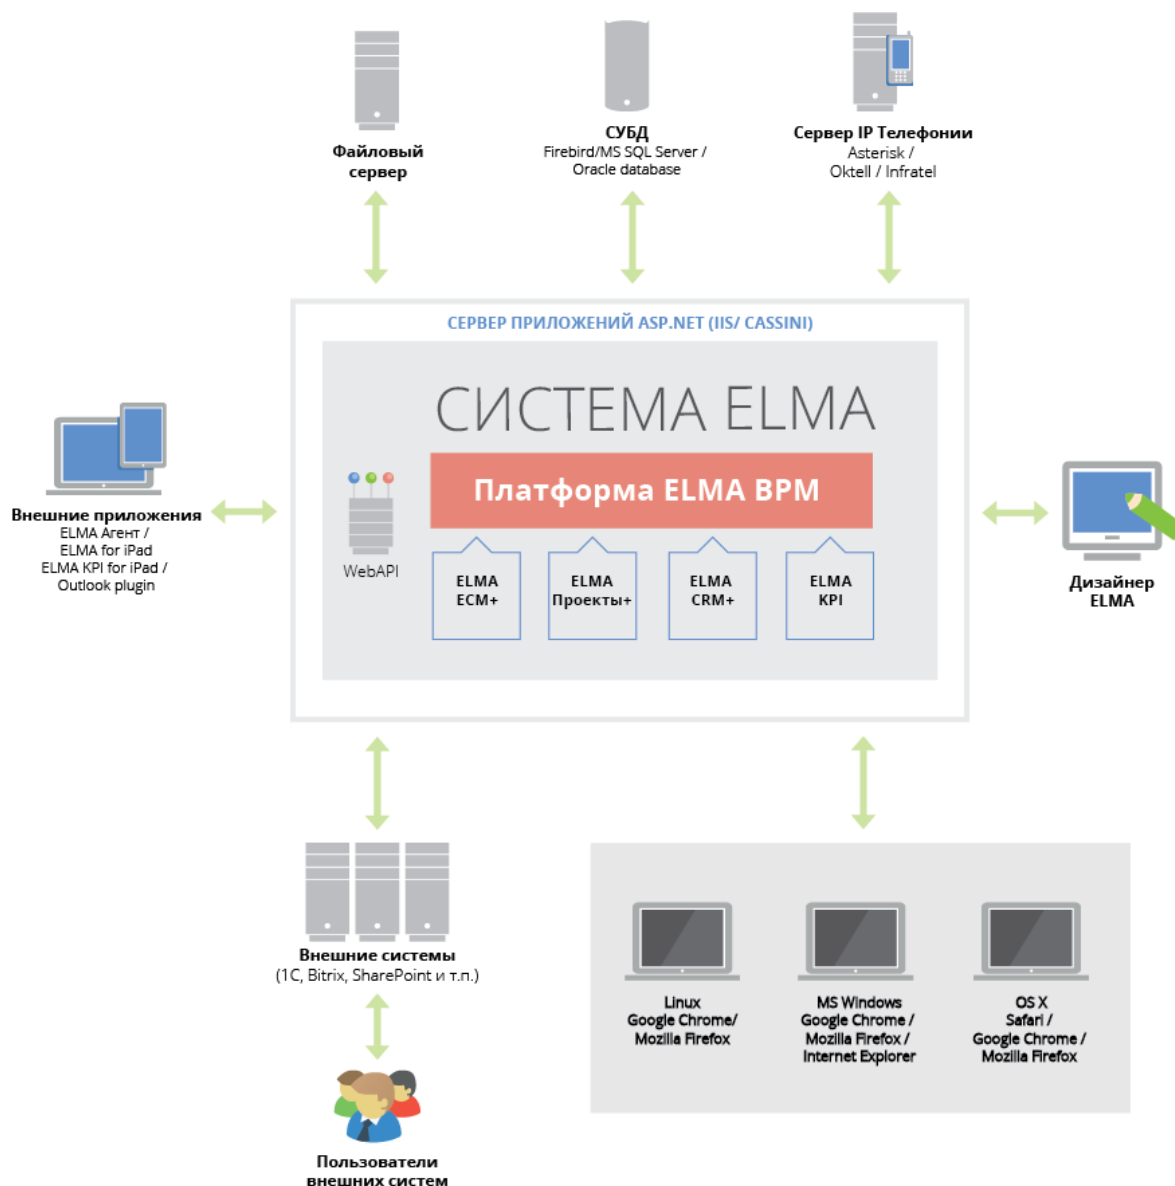 Файловый
сервер
СУБД
Firebird/MS SQL Server /
Oracle database
Сервер IP Телефонии
Asterisk /
Oktell / Infratel
СЕРВЕР ПРИЛОЖЕНИЙ ASP.NET (IIS/ CASSINI)
СИСТЕМА ELMA
Платформа ELMA BPM
WebAPI
ELMA
ECM+
ELMA
Проекты+
ELMA
CRM+
ELMA
KPI
Внешние приложения
ELMA Агент /
ELMA for iPad
ELMA KPI for iPad /
Outlook plugin
Дизайнер
ELMA
Внешние системы
(1C, Bitrix, SharePoint и т.п.)
Пользователи
внешних систем
Linux
Google Chrome/
Mozilla Firefox
MS Windows
Google Chrome /
Mozilla Firefox /
Internet Explorer
OS X
Safari /
Google Chrome /
Mozilla Firefox